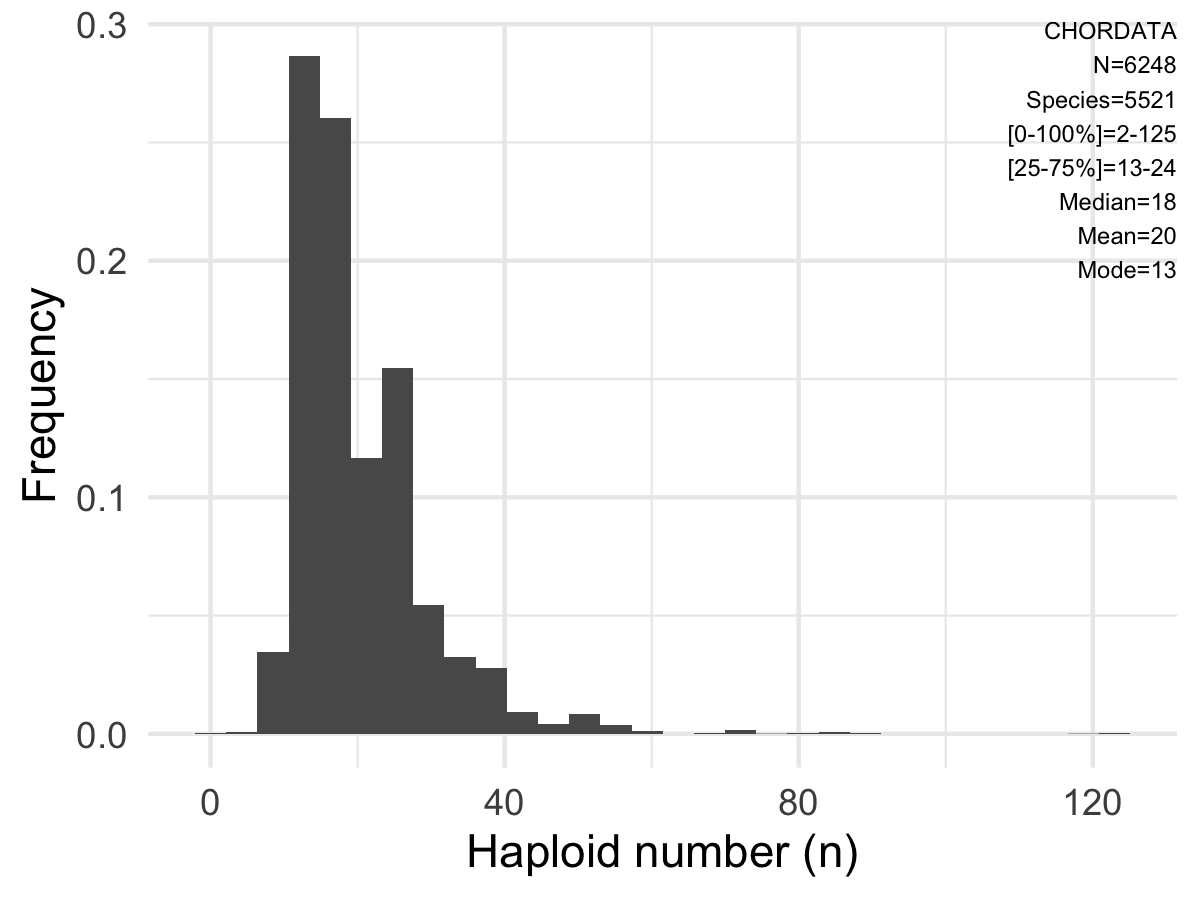 0.3
0.2
0.1
0.0
Frequency
CHORDATA
N=6248
Species=5521
[0-100%]=2-125
[25-75%]=13-24
Median=18
Mean=20
Mode=13
0 40 80 120
Haploid number (n)